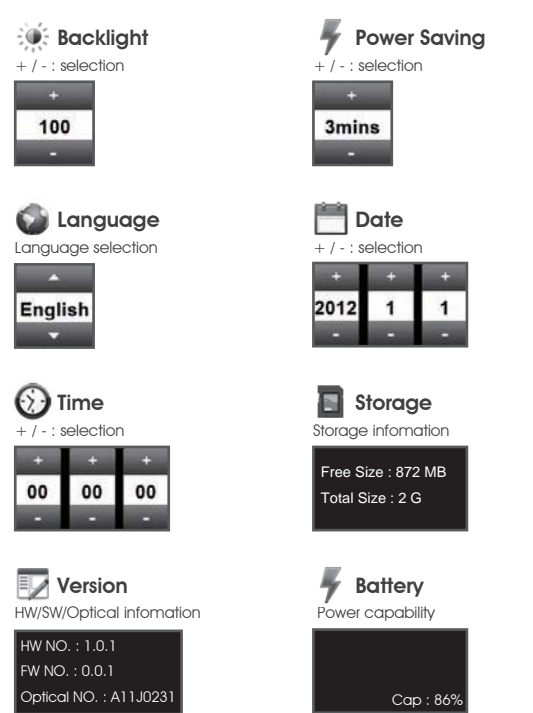 Backlight
+ / - : selection
+
100
-
Power Saving
+ / - : selection
+
3mins
-
Language
Language selection
English
Date
+ / - : selection
+ + +
2012 1 1
- - -
Time
+ / - : selection
+ + +
00 00 00
- - -
Storage
Storage infomation
Free Size : 872 MB
Total Size : 2 G
Version
HW/SW/Optical infomation
HW NO. : 1.0.1
FW NO. : 0.0.1
Optical NO. : A11J0231
Battery
Power capability
Cap : 86%